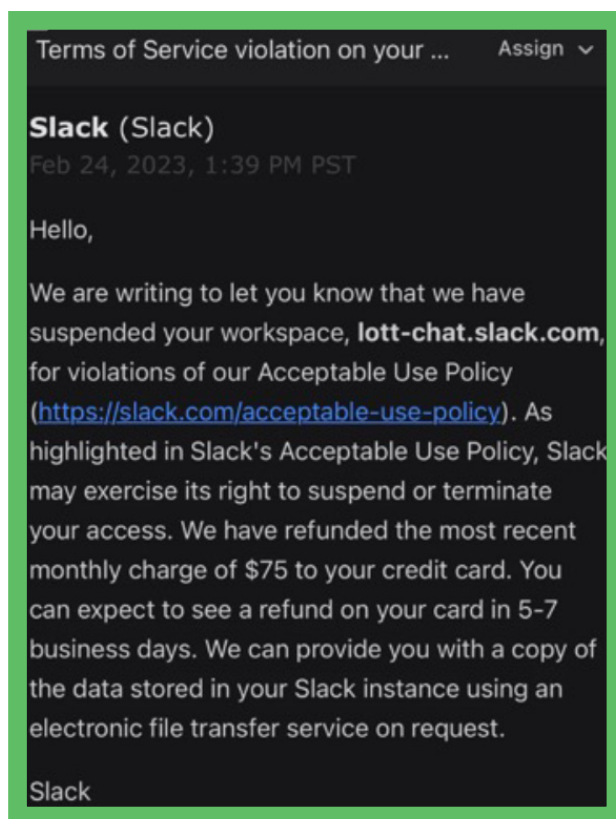 Terms of Service violation on your ...
Assign
Slack (Slack)
Feb 24, 2023, 1:39 PM PST
Hello,
We are writing to let you know that we have
suspended your workspace, lott-chat.slack.com,
for violations of our Acceptable Use Policy
(https://slack.com/acceptable-use-policy). As
highlighted in Slack's Acceptable Use Policy, Slack
may exercise its right to suspend or terminate
your access. We have refunded the most recent
monthly charge of $75 to your credit card. You
can expect to see a refund on your card in 5-7
business days. We can provide you with a copy of
the data stored in your Slack instance using an
electronic file transfer service on request.
Slack